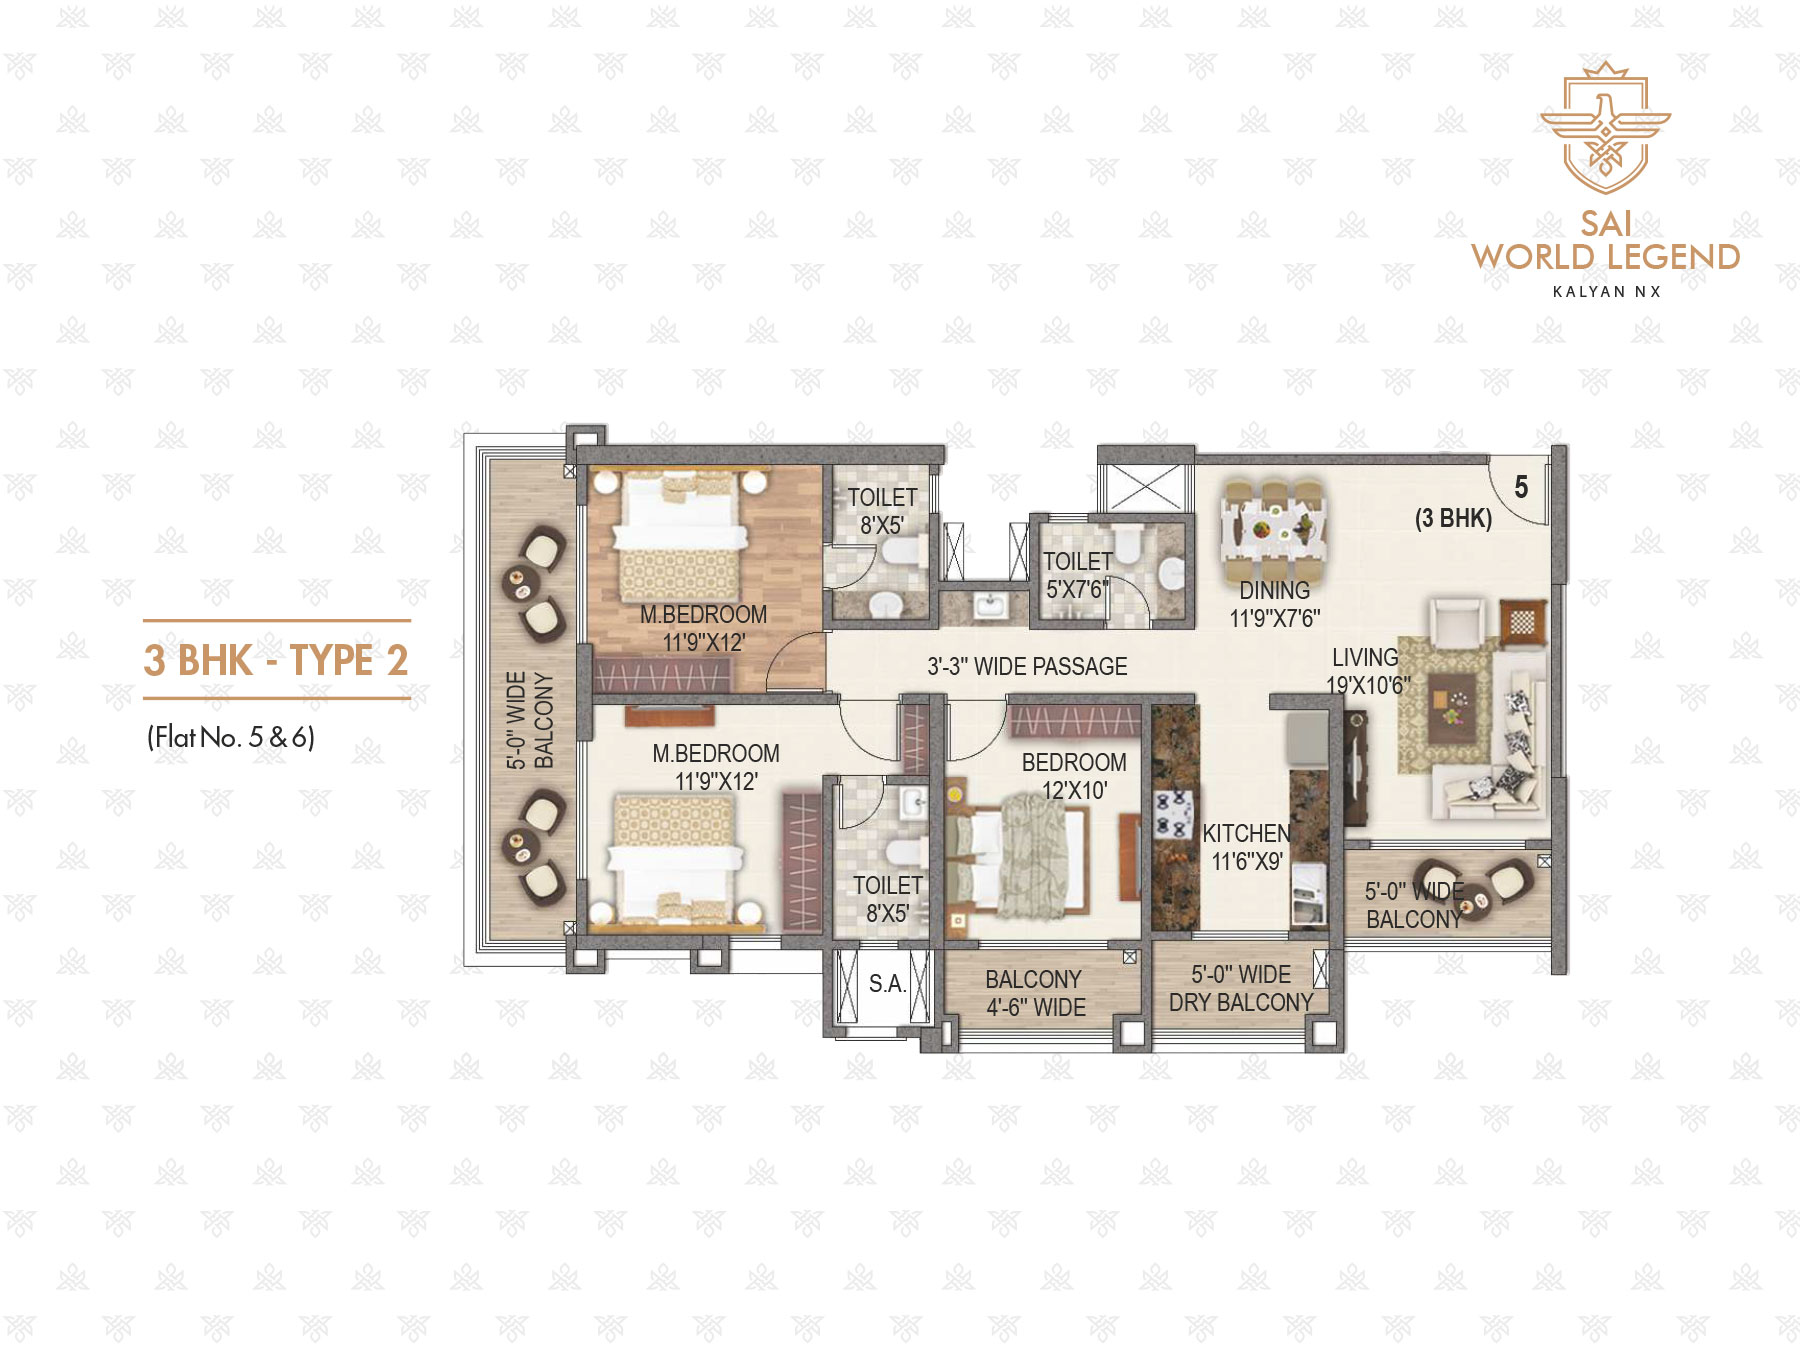 SAI
WORLD LEGEND
KALYAN NX
3 BHK - TYPE 2
(Flat No. 5 & 6)
5'-0" WIDE
BALCONY
M.BEDROOM
11'9"X12'
TOILET
8'X5'
TOILET
5'X7'6"
DINING
11'9"X7'6"
5
(3 BHK)
LIVING
19'X10'6"
3'-3" WIDE PASSAGE
M.BEDROOM
11'9"X12'
BEDROOM
12'X10'
KITCHEN
11'6"X9'
TOILET
8'X5'
5'-0" WIDE
BALCONY
S.A.
BALCONY
4'-6" WIDE
5'-0" WIDE
DRY BALCONY